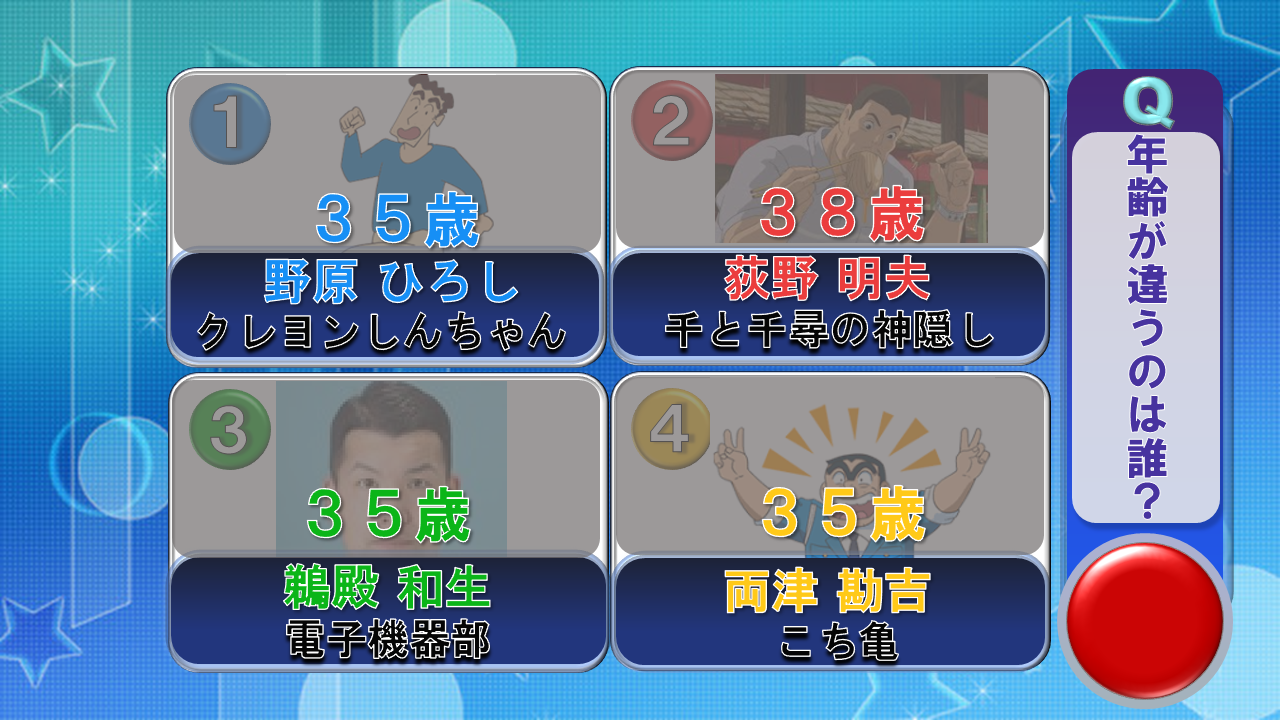 1
35歳
野原 ひろし
クレヨンしんちゃん
2
38歳
荻野 明夫
千と千尋の神隠し
3
35歳
鵜殿 和生
電子機器部
4
35歳
両津 勘吉
こち亀
Q
年齢が違うのは誰？